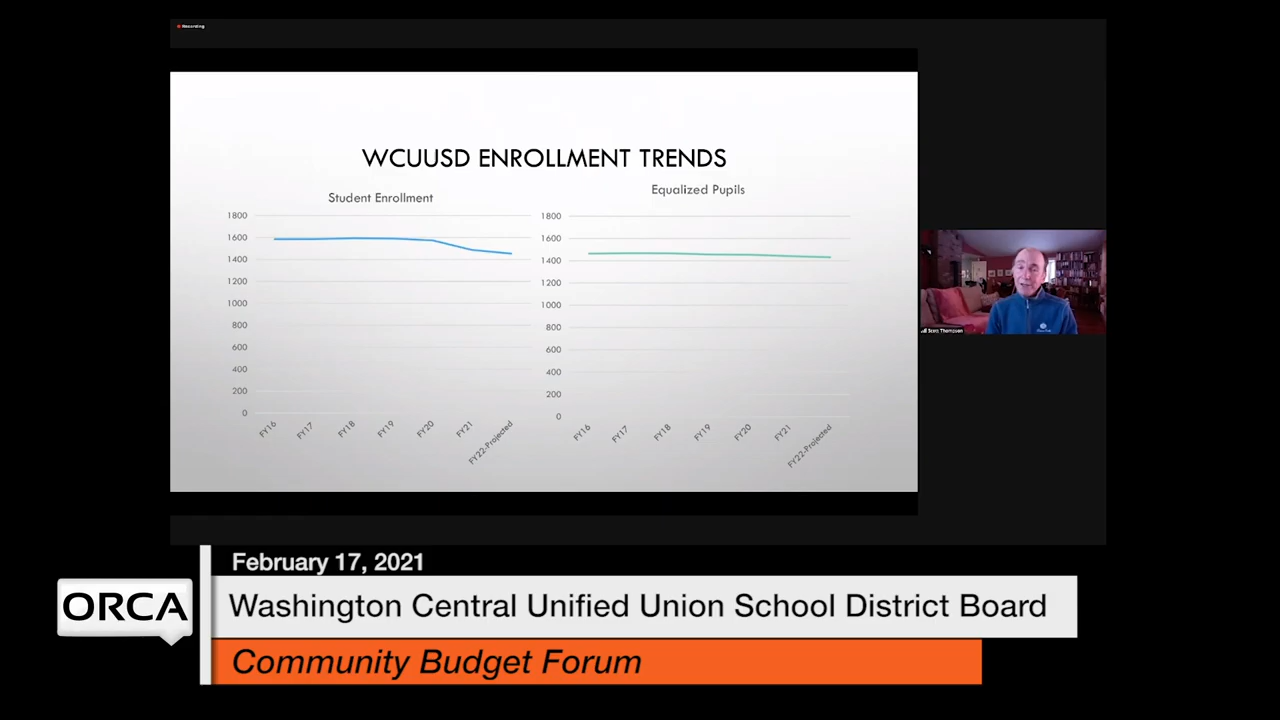 Recording
WCUUSD ENROLLMENT TRENDS
Student Enrollment
1800
1600
1400
1200
1000
800
600
400
200
0
FY16
FY17
FY18
FY19
FY20
FY21
FY22-Projected
Equalized Pupils
1800
1600
1400
1200
1000
800
600
400
200
0
FY16
FY17
FY18
FY19
FY20
FY21
FY22-Projected
Scott Thompson
February 17, 2021
ORCA
Washington Central Unified Union School District Board
Community Budget Forum